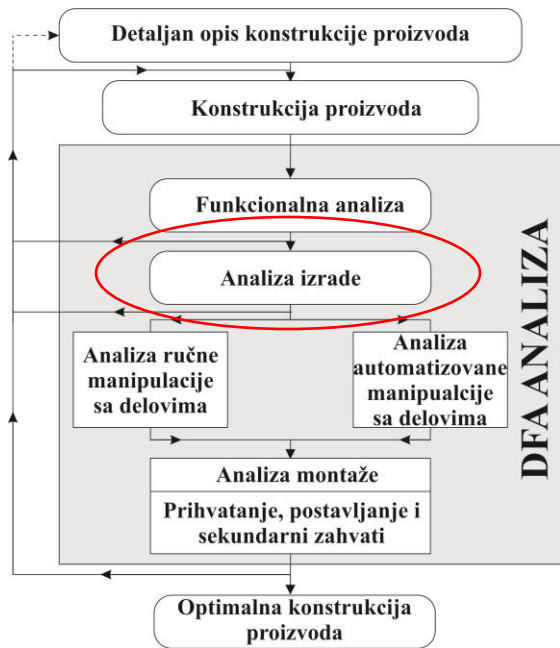 Detaljan opis konstrukcije proizvoda
Konstrukcija proizvoda
Funkcionalna analiza
Analiza izrade
Analiza ručne
manipulacije
sa delovima
Analiza
automatizovane
manipualcije
sa delovima
Analiza montaže
Prihvatanje, postavljanje i
sekundarni zahvati
DFA ANALIZA
Optimalna konstrukcija
proizvoda